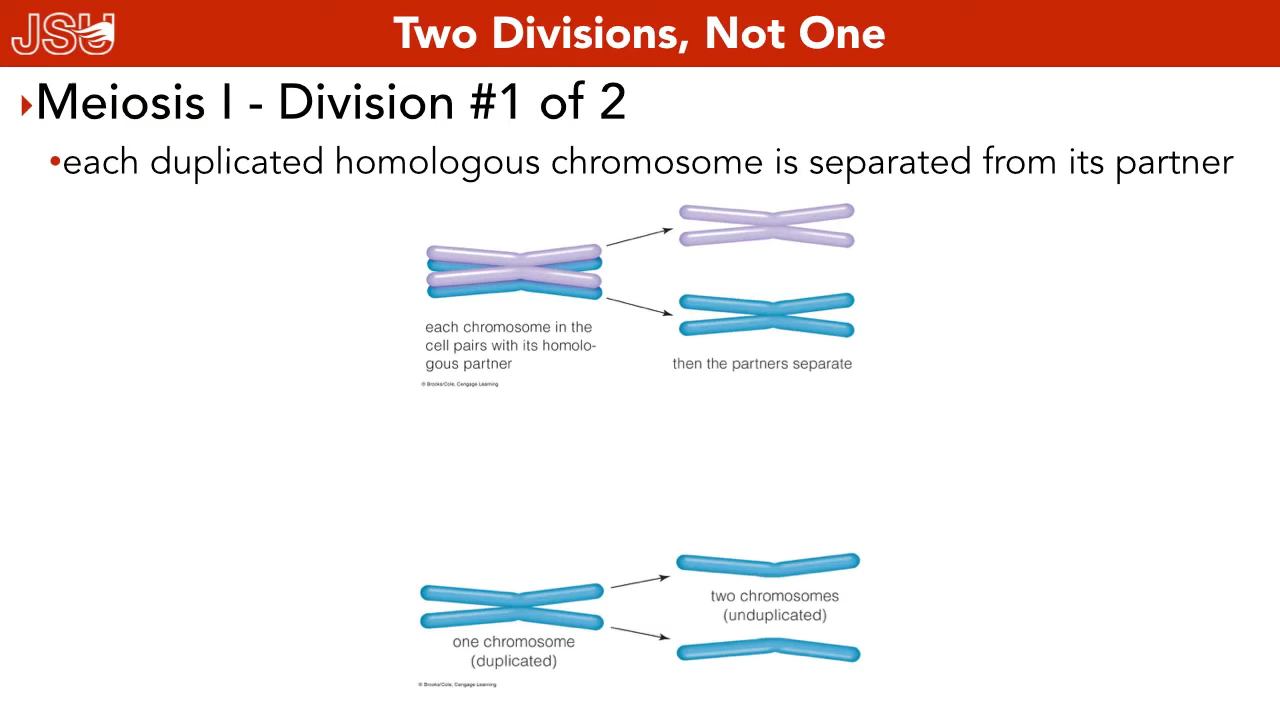 JSU
Two Divisions, Not One
Meiosis I - Division #1 of 2
•each duplicated homologous chromosome is separated from its partner
each chromosome in the
cell pairs with its homolo-
gous partner
then the partners separate
© Brooks/Cole, Cengage Learning
two chromosomes
(unduplicated)
one chromosome
(duplicated)
© Brooks/Cole, Cengage Learning